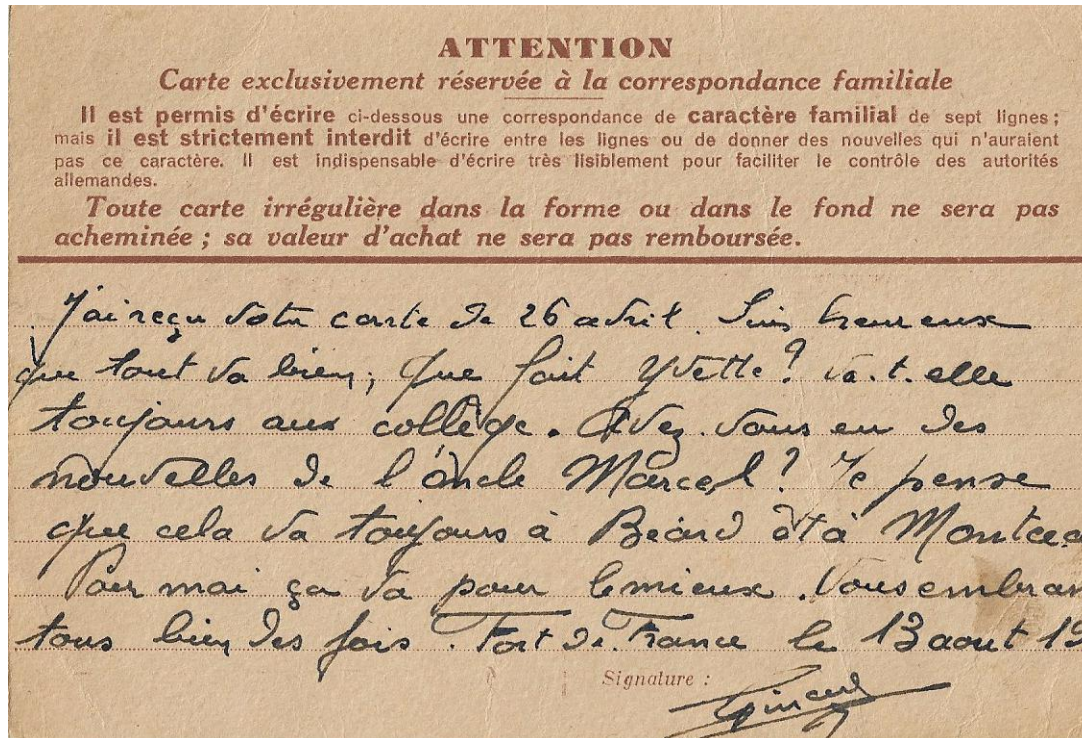 ATTENTION
Carte exclusivement réservée à la correspondance familiale
Il est permis d'écrire ci-dessous une correspondance de caractère familial de sept lignes;
mais il est strictement interdit d'écrire entre les lignes ou de donner des nouvelles qui n'auraient
pas ce caractère. Il est indispensable d'écrire très lisiblement pour faciliter le contrôle des autorités
allemandes.
Toute carte irrégulière dans la forme ou dans le fond ne sera pas
acheminée; sa valeur d'achat ne sera pas remboursée.
J'ai reçu votre carte de 26 avril. Suis heureux
que tout va bien, que fait Yvette? va.t.elle
toujours aux collège. Avez.vous eu des
nouvelles de l'oncle Marcel? Je pense
que cela va toujours à Béard et à Montcea
Pour moi ça va pour le mieux. Vous embran
tous bien des fois. Fort de France le 13 aout 19
Signature :